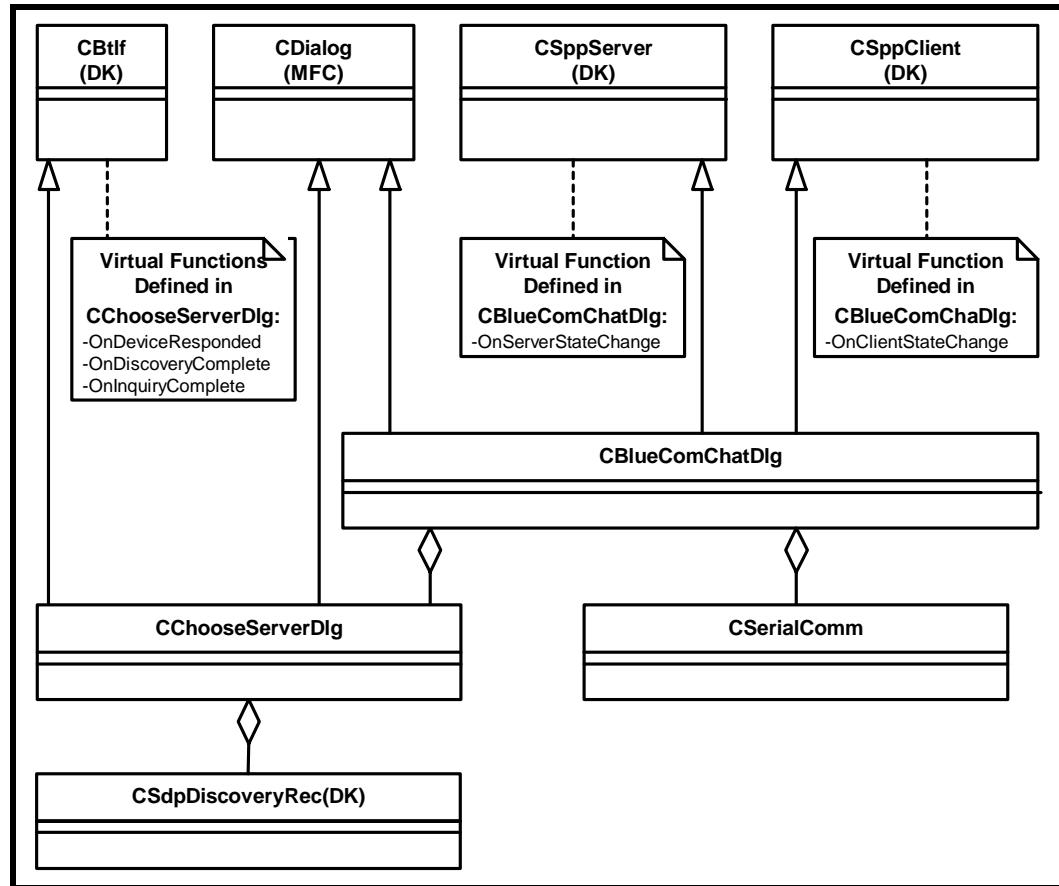 CBtIf
(DK)
CDialog
(MFC)
CSppServer
(DK)
CSppClient
(DK)
Virtual Functions
Defined in
CChooseServerDlg:
-OnDeviceResponded
-OnDiscoveryComplete
-OnInquiryComplete
Virtual Function
Defined in
CBlueComChatDlg:
-OnServerStateChange
Virtual Function
Defined in
CBlueComChaDlg:
-OnClientStateChange
CBlueComChatDlg
CChooseServerDlg
CSerialComm
CSdpDiscoveryRec(DK)